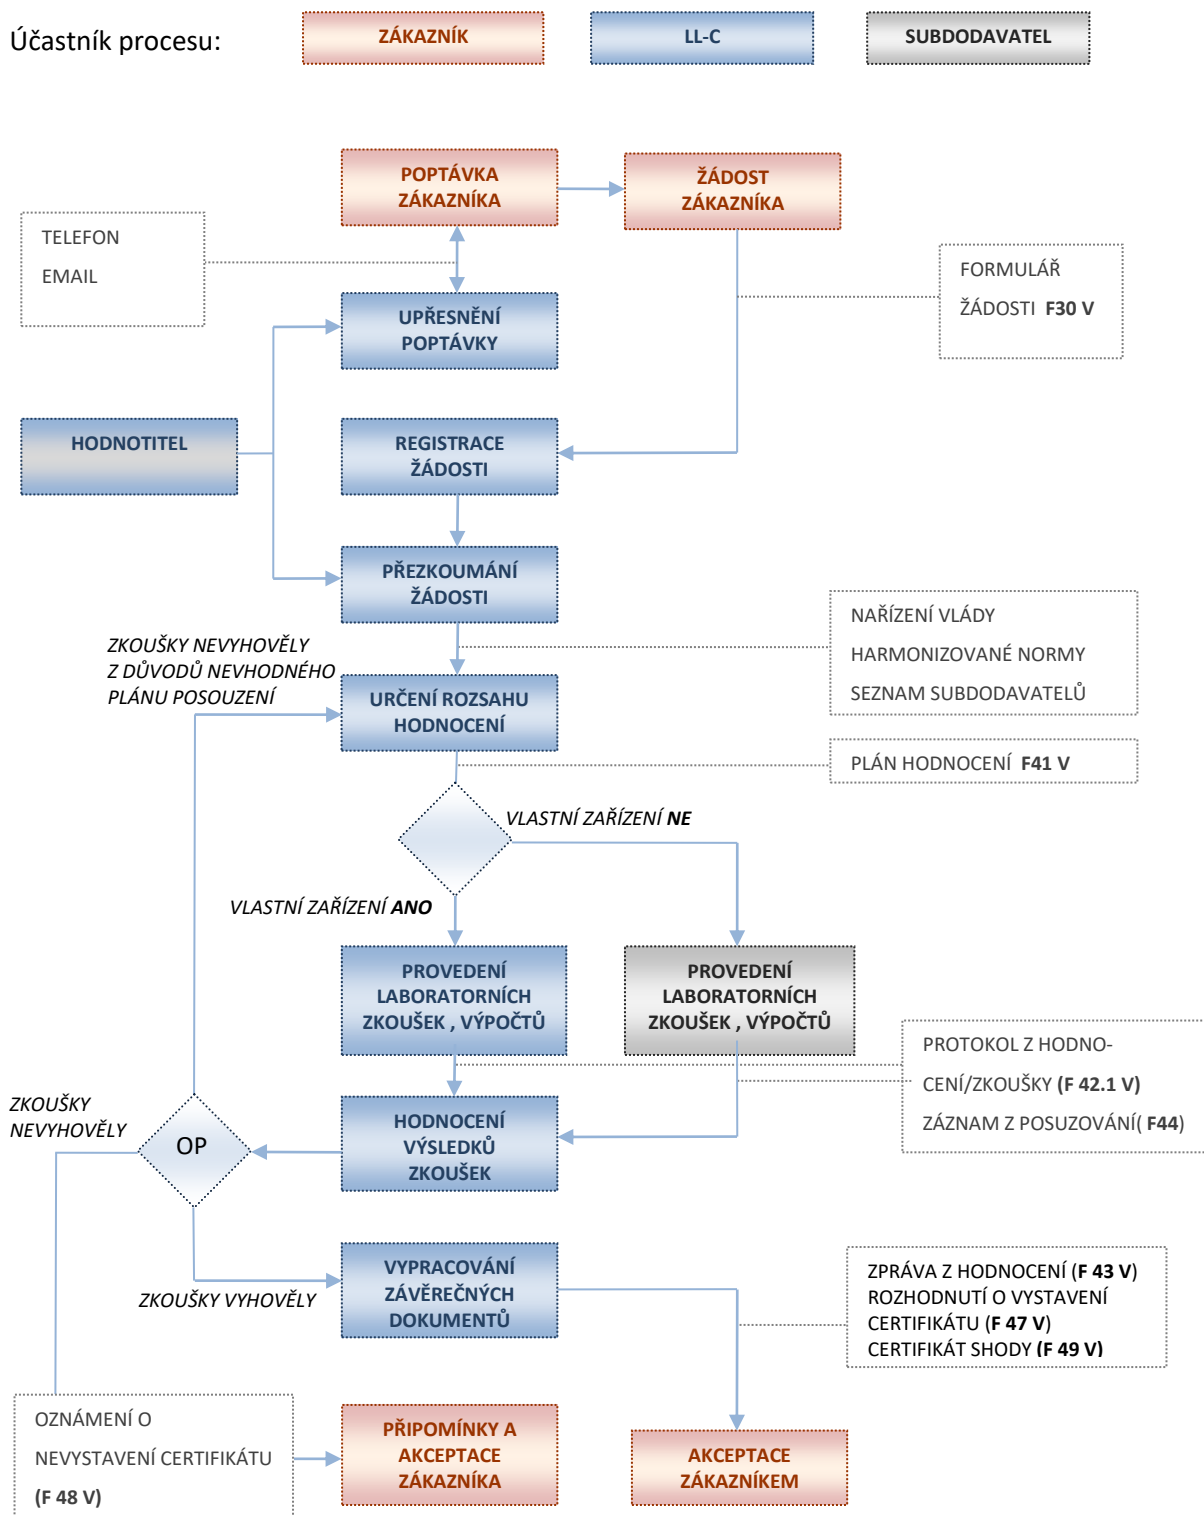 Účastník procesu:
ZÁKAZNÍK
LL-C
SUBDODAVATEL
POPTÁVKA
ZÁKAZNÍKA
ŽÁDOST
ZÁKAZNÍKA
TELEFON
EMAIL
FORMULÁŘ
ŽÁDOSTI F30 V
UPŘESNĚNÍ
POPTÁVKY
HODNOTITEL
REGISTRACE
ŽÁDOSTI
PŘEZKOUMÁNÍ
ŽÁDOSTI
NAŘÍZENÍ VLÁDY
HARMONIZOVANÉ NORMY
SEZNAM SUBDODAVATELŮ
ZKOUŠKY NEVYHOVĚLY
Z DŮVODŮ NEVHODNÉHO
PLÁNU POSOUZENÍ
URČENÍ ROZSAHU
HODNOCENÍ
PLÁN HODNOCENÍ F41 V
VLASTNÍ ZAŘÍZENÍ NE
VLASTNÍ ZAŘÍZENÍ ANO
PROVEDENÍ
LABORATORNÍCH
ZKOUŠEK , VÝPOČTŮ
PROVEDENÍ
LABORATORNÍCH
ZKOUŠEK , VÝPOČTŮ
PROTOKOL Z HODNO-
CENÍ/ZKOUŠKY (F 42.1 V)
ZÁZNAM Z POSUZOVÁNÍ( F44)
ZKOUŠKY
NEVYHOVĚLY
OP
HODNOCENÍ
VÝSLEDKŮ
ZKOUŠEK
ZKOUŠKY VYHOVĚLY
VYPRACOVÁNÍ
ZÁVĚREČNÝCH
DOKUMENTŮ
ZPRÁVA Z HODNOCENÍ (F 43 V)
ROZHODNUTÍ O VYSTAVENÍ
CERTIFIKÁTU (F 47 V)
CERTIFIKÁT SHODY (F 49 V)
OZNÁMENÍ O
NEVYSTAVENÍ CERTIFIKÁTU
(F 48 V)
PŘIPOMÍNKY A
AKCEPTACE
ZÁKAZNÍKA
AKCEPTACE
ZÁKAZNÍKEM